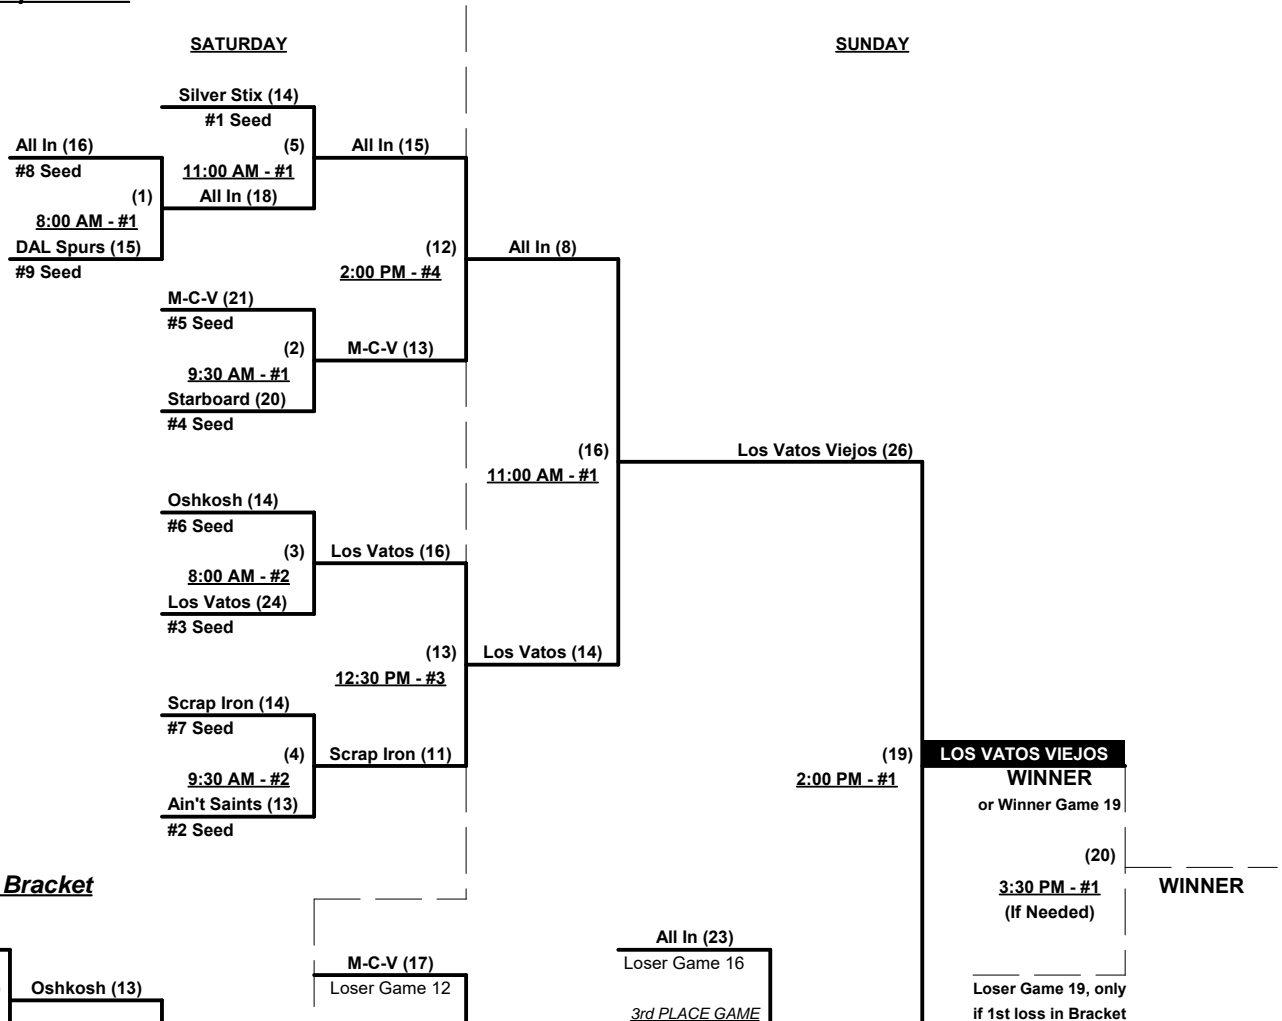 SATURDAY
SUNDAY
Silver Stix (14)
#1 Seed
All In (16)
(5)
All In (15)
#8 Seed
11:00 AM - #1
(1)
All In (18)
8:00 AM - #1
DAL Spurs (15)
(12)
All In (8)
#9 Seed
2:00 PM - #4
M-C-V (21)
#5 Seed
(2)
M-C-V (13)
9:30 AM - #1
Starboard (20)
#4 Seed
(16)
Los Vatos Viejos (26)
11:00 AM - #1
Oshkosh (14)
#6 Seed
(3)
Los Vatos (16)
8:00 AM - #2
Los Vatos (24)
#3 Seed
(13)
Los Vatos (14)
12:30 PM - #3
Scrap Iron (14)
#7 Seed
(4)
Scrap Iron (11)
(19)
LOS VATOS VIEJOS
9:30 AM - #2
2:00 PM - #1
WINNER
Ain't Saints (13)
or Winner Game 19
#2 Seed
(20)
Bracket
3:30 PM - #1
WINNER
(If Needed)
All In (23)
M-C-V (17)
Loser Game 16
Oshkosh (13)
Loser Game 12
Loser Game 19, only
3rd PLACE GAME
if 1st loss in Bracket